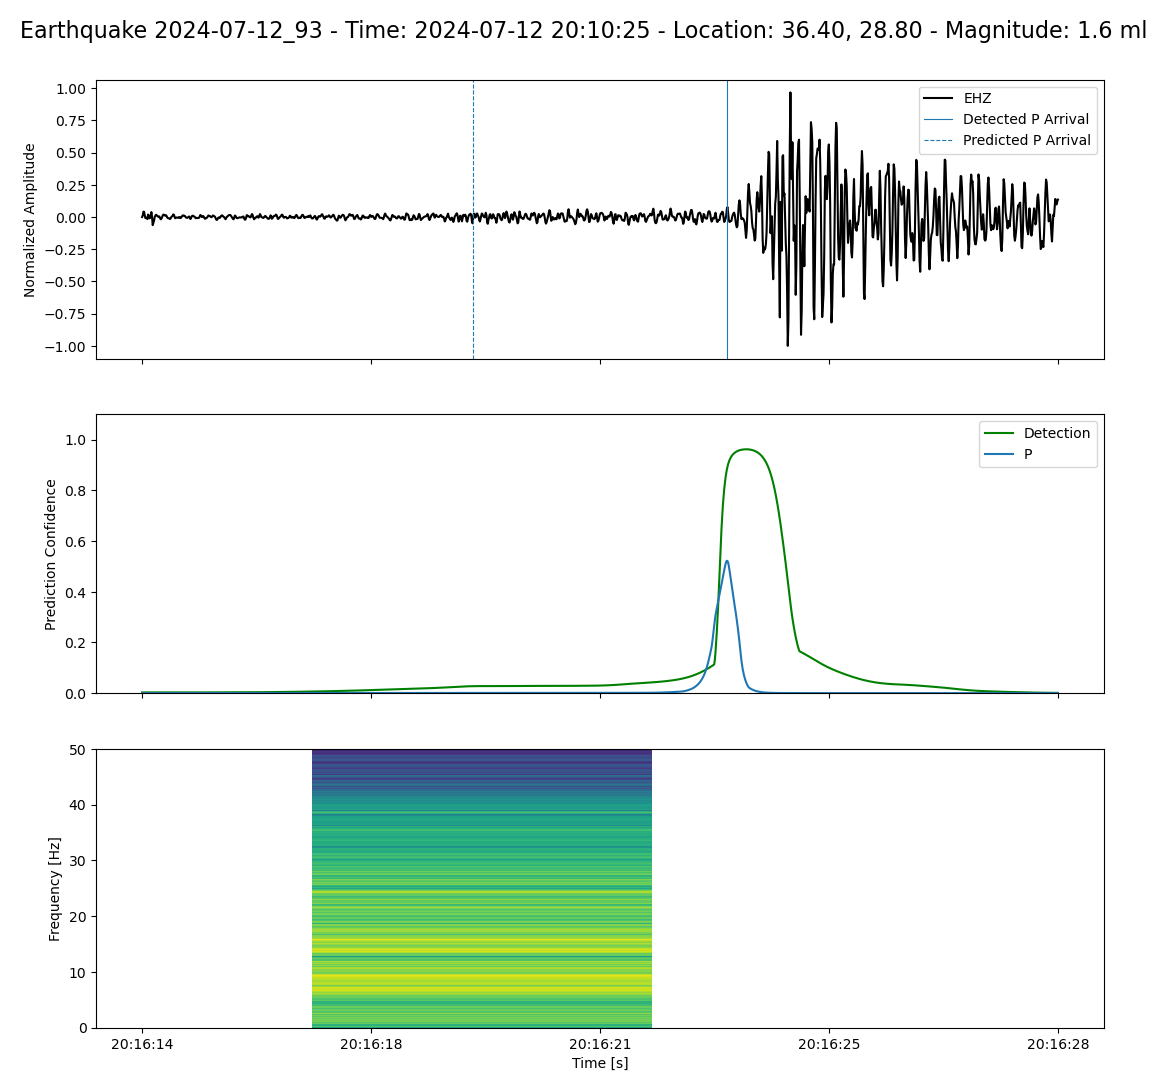 Earthquake 2024-07-12_93 - Time: 2024-07-12 20:10:25 - Location: 36.40, 28.80 - Magnitude: 1.6 ml
Normalized Amplitude
1.00
0.75
0.50
0.25
0.00
−0.25
−0.50
−0.75
−1.00
EHZ
Detected P Arrival
Predicted P Arrival
Prediction Confidence
1.0
0.8
0.6
0.4
0.2
0.0
Detection
P
Frequency [Hz]
50
40
30
20
10
0
20:16:14 20:16:18 20:16:21 20:16:25 20:16:28
Time [s]